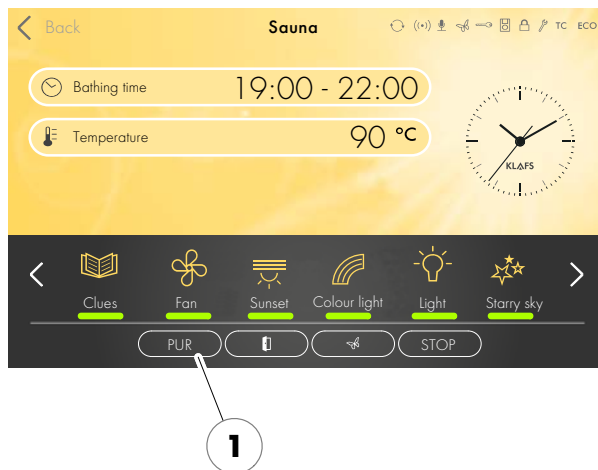 Back
Sauna
TC ECO
Bathing time 19:00 - 22:00
Temperature 90 °C
KLAFS
Clues Fan Sunset Colour light Light Starry sky
PUR STOP
1